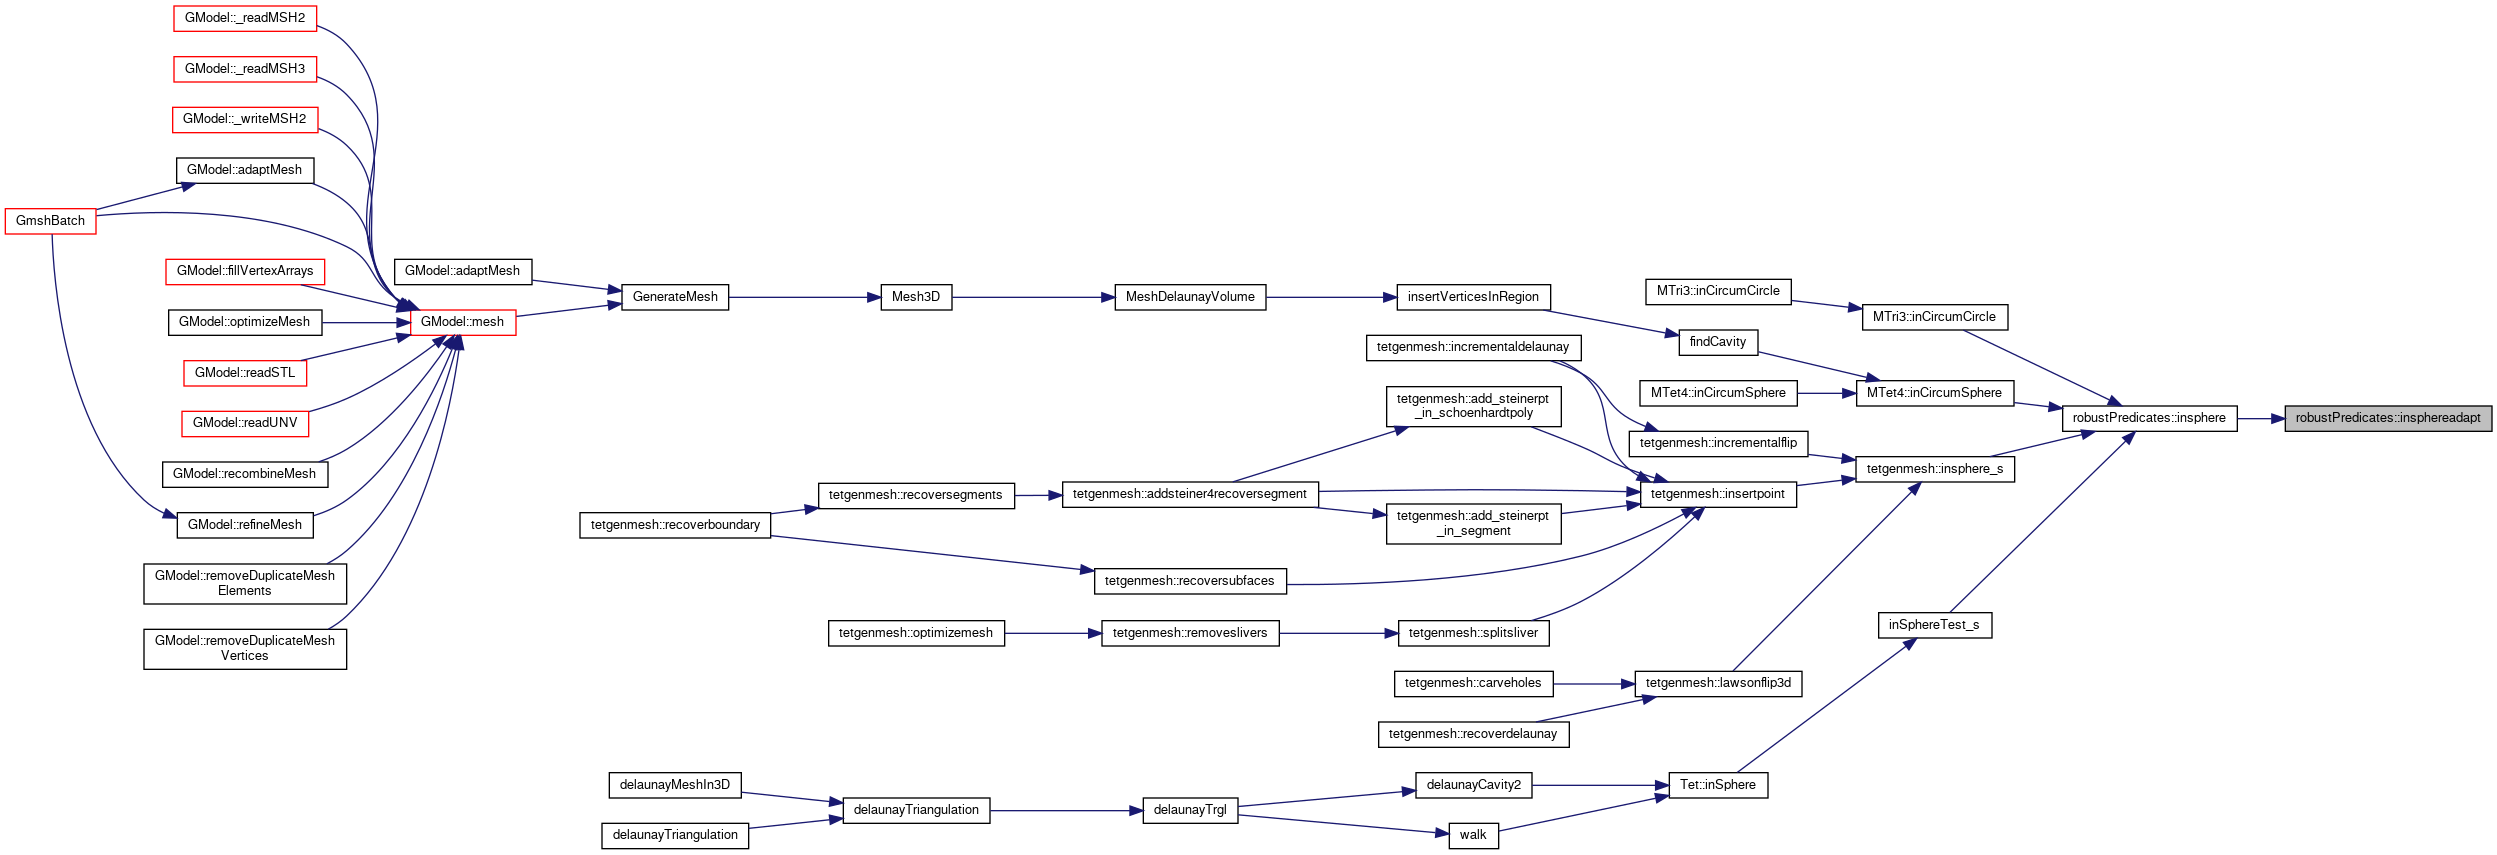 GModel::_readMSH2
GModel::_readMSH3
GModel::_writeMSH2
GModel::adaptMesh
GmshBatch
GModel::fillVertexArrays
GModel::optimizeMesh
GModel::readSTL
GModel::readUNV
GModel::recombineMesh
GModel::refineMesh
GModel::removeDuplicateMesh
Elements
GModel::removeDuplicateMesh
Vertices
GModel::adaptMesh
GModel::mesh
GenerateMesh
Mesh3D
MeshDelaunayVolume
insertVerticesInRegion
findCavity
MTri3::inCircumCircle
MTri3::inCircumCircle
MTet4::inCircumSphere
MTet4::inCircumSphere
robustPredicates::insphere
robustPredicates::insphereadapt
tetgenmesh::incrementaldelaunay
tetgenmesh::add_steinerpt
_in_schoenhardtpoly
tetgenmesh::incrementalflip
tetgenmesh::insphere_s
tetgenmesh::insertpoint
tetgenmesh::addsteiner4recoversegment
tetgenmesh::recoversegments
tetgenmesh::recoverboundary
tetgenmesh::add_steinerpt
_in_segment
tetgenmesh::recoversubfaces
tetgenmesh::optimizemesh
tetgenmesh::removeslivers
tetgenmesh::splitsliver
inSphereTest_s
tetgenmesh::carveholes
tetgenmesh::lawsonflip3d
tetgenmesh::recoverdelaunay
delaunayMeshIn3D
delaunayTriangulation
delaunayTriangulation
delaunayTrgl
delaunayCavity2
walk
Tet::inSphere